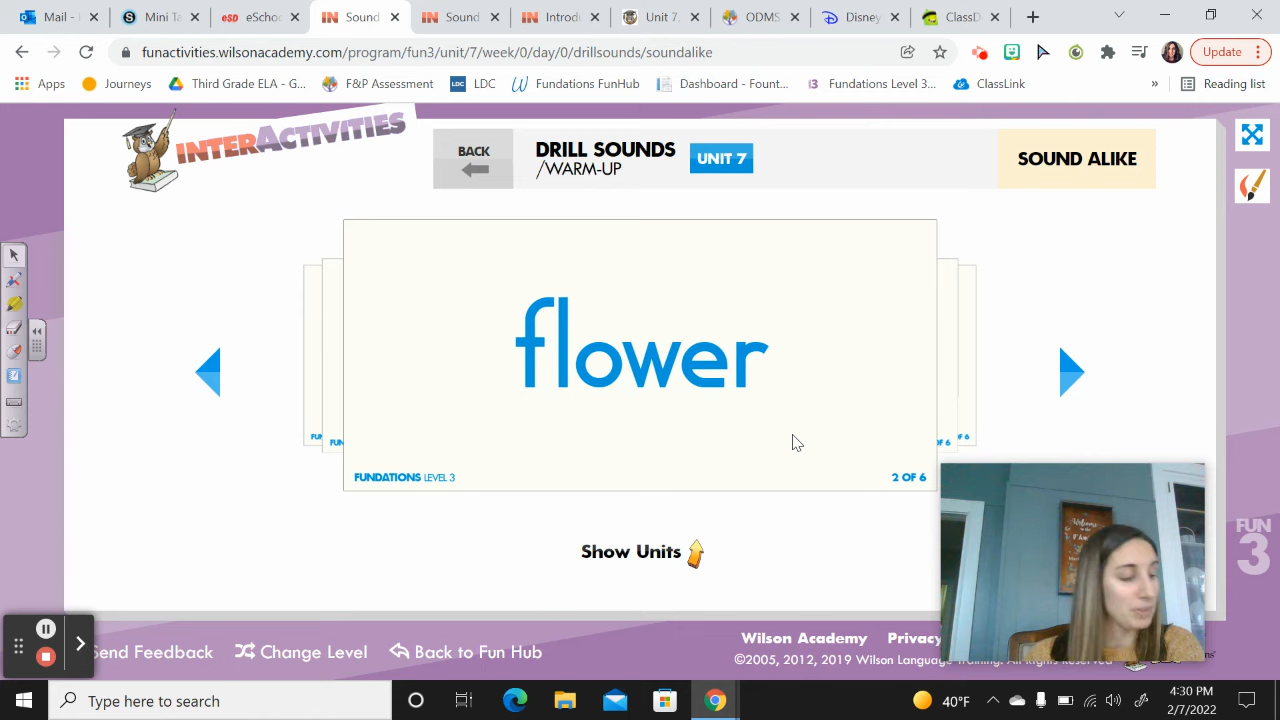 Mail -
Mini Ta
eSchoo
Sound
Sound
Introdu
Unit 7.
ODMS
Disney
ClassD
funactivities.wilsonacademy.com/program/fun3/unit/7/week/0/day/0/drillsounds/soundalike
Update
Apps
Journeys
Third Grade ELA - G...
F&P Assessment
LDC
Fundations FunHub
Dashboard - Fount...
Fundations Level 3...
ClassLink
»
Reading list
INTERACTIVITIES
BACK
DRILL SOUNDS
/WARM-UP
UNIT 7
SOUND ALIKE
flower
FUNDATIONS LEVEL 3
2 OF 6
Show Units
FUN
3
Welcome
Send Feedback
Change Level
Back to Fun Hub
Wilson Academy
Privacy
©2005, 2012, 2019 Wilson Language Training. All Rights Reserved
Type here to search
40°F
4:30 PM
2/7/2022